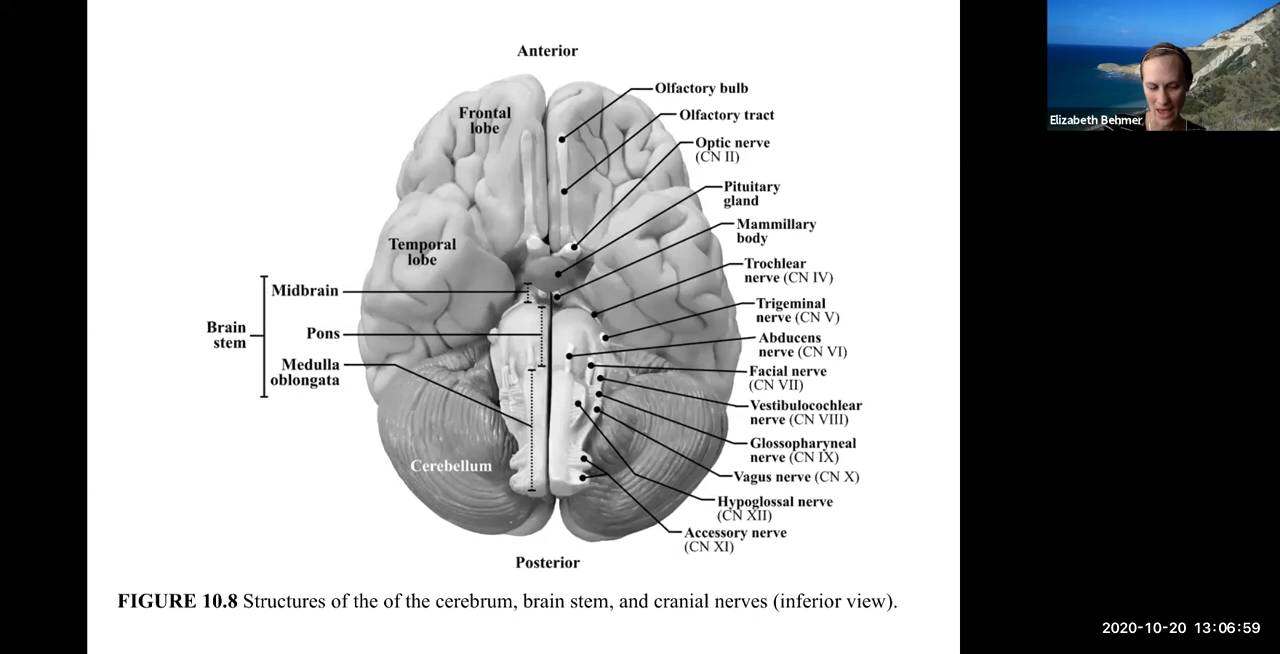 Anterior
Olfactory bulb
Frontal
lobe
Olfactory tract
Optic nerve
(CN II)
Pituitary
gland
Mammillary
body
Temporal
lobe
Trochlear
nerve (CN IV)
Midbrain
Trigeminal
nerve (CN V)
Brain
stem
Pons
Abducens
nerve (CN VI)
Medulla
oblongata
Facial nerve
(CN VII)
Vestibulocochlear
nerve (CN VIII)
Glossopharyneal
nerve (CN IX)
Cerebellum
Vagus nerve (CN X)
Hypoglossal nerve
(CN XII)
Accessory nerve
(CN XI)
Posterior
FIGURE 10.8 Structures of the of the cerebrum, brain stem, and cranial nerves (inferior view).
Elizabeth Behmer
2020-10-20 13:06:59